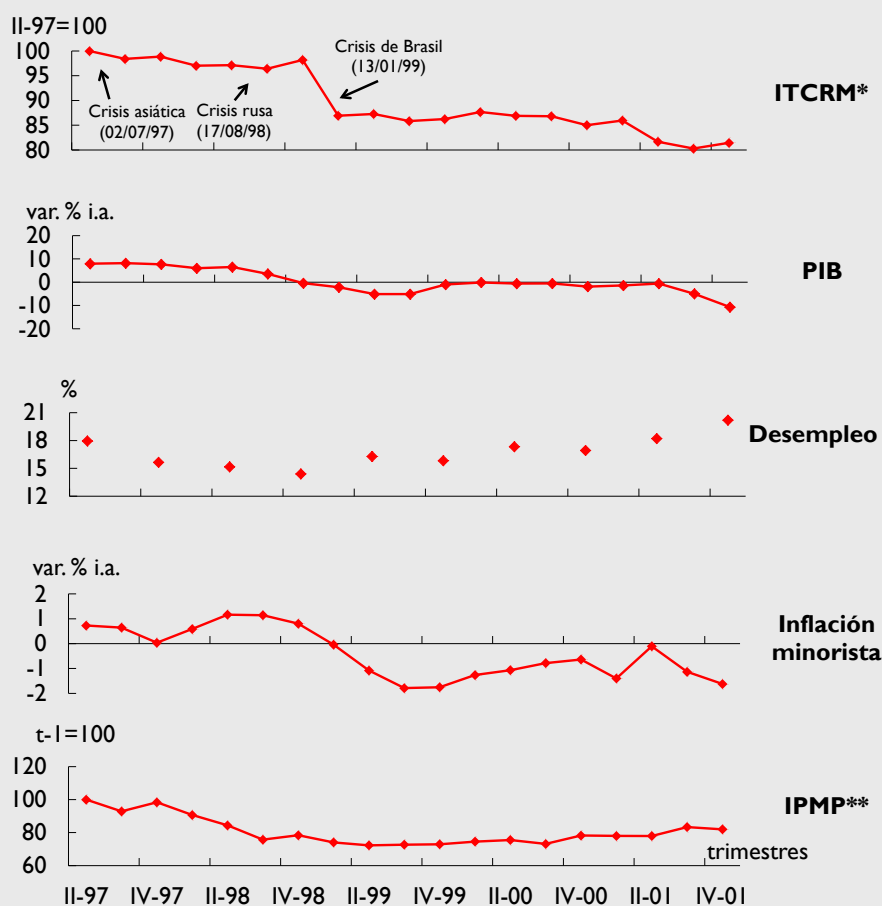 II-97=100
100
95
90
85
80
Crisis asiática
(02/07/97)
Crisis rusa
(17/08/98)
Crisis de Brasil
(13/01/99)
ITCRM*
var. % i.a.
20
10
0
-10
-20
PIB
%
21
18
15
12
Desempleo
var. % i.a.
2
1
0
-1
-2
Inflación
minorista
t-1=100
120
100
80
60
IPMP**
trimestres
II-97 IV-97 II-98 IV-98 II-99 IV-99 II-00 IV-00 II-01 IV-01